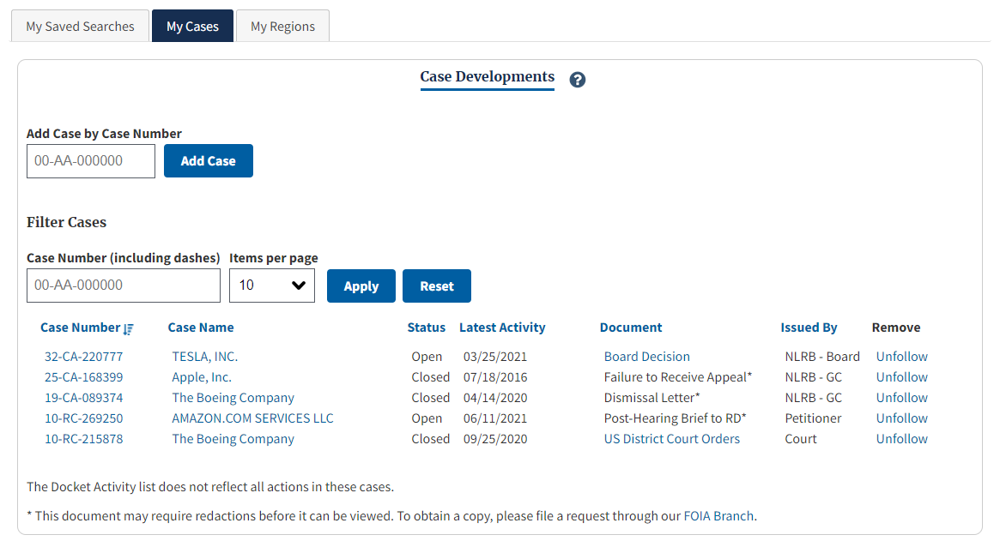 My Saved Searches My Cases My Regions
Case Developments ?
Add Case by Case Number
00-AA-000000 Add Case
Filter Cases
Case Number (including dashes) Items per page
00-AA-000000 10 Apply Reset
Case Number Case Name Status Latest Activity Document Issued By Remove
32-CA-220777 TESLA, INC. Open 03/25/2021 Board Decision NLRB - Board Unfollow
25-CA-168399 Apple, Inc. Closed 07/18/2016 Failure to Receive Appeal* NLRB - GC Unfollow
19-CA-089374 The Boeing Company Closed 04/14/2020 Dismissal Letter* NLRB - GC Unfollow
10-RC-269250 AMAZON.COM SERVICES LLC Open 06/11/2021 Post-Hearing Brief to RD* Petitioner Unfollow
10-RC-215878 The Boeing Company Closed 09/25/2020 US District Court Orders Court Unfollow
The Docket Activity list does not reflect all actions in these cases.
* This document may require redactions before it can be viewed. To obtain a copy, please file a request through our FOIA Branch.